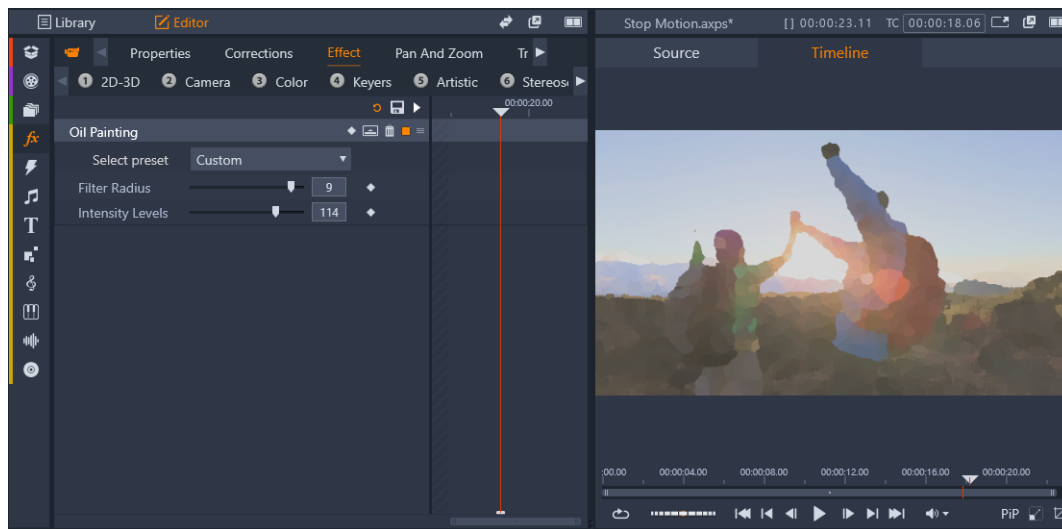 Library Editor
Stop Motion.axps* [ ] 00:00:23.11 TC 00:00:18.06
Properties Corrections Effect Pan And Zoom Tr
1 2D-3D 2 Camera 3 Color 4 Keyers 5 Artistic 6 Stereos
00:00:20.00
Oil Painting
Select preset Custom
Filter Radius 9
Intensity Levels 114
Source Timeline
:00.00 00:00:04.00 00:00:08.00 00:00:12.00 00:00:16.00 00:00:20.00
PiP
fx
T